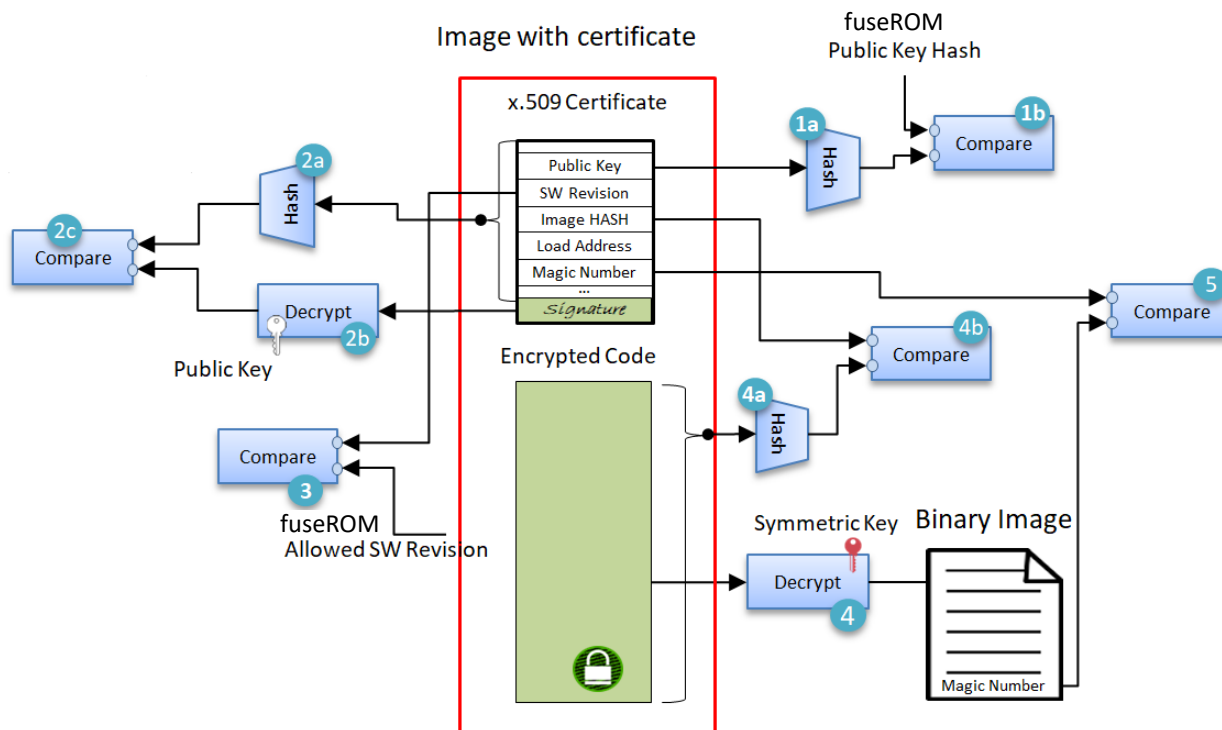 fuseROM
Public Key Hash
Image with certificate
x.509 Certificate
Public Key
SW Revision
Image HASH
Load Address
Magic Number
...
Signature
1a
Hash
1b
Compare
2a
Hash
2c
Compare
Decrypt
2b
Public Key
5
Compare
4b
Compare
Encrypted Code
4a
Hash
Compare
3
fuseROM
Allowed SW Revision
Symmetric Key
Decrypt
4
Binary Image
Magic Number